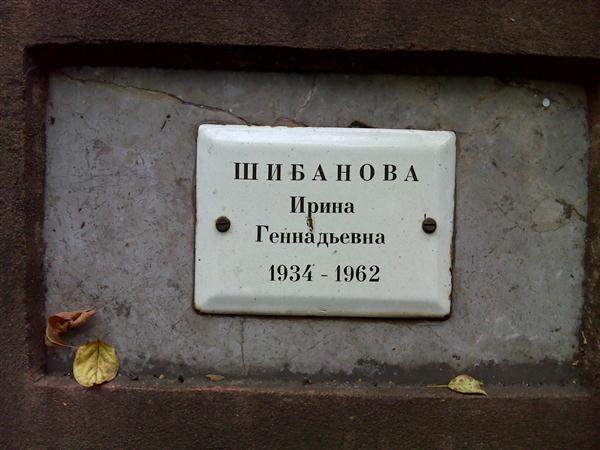 ШИБАНОВА
Ирина
Геннадьевна
1934 - 1962